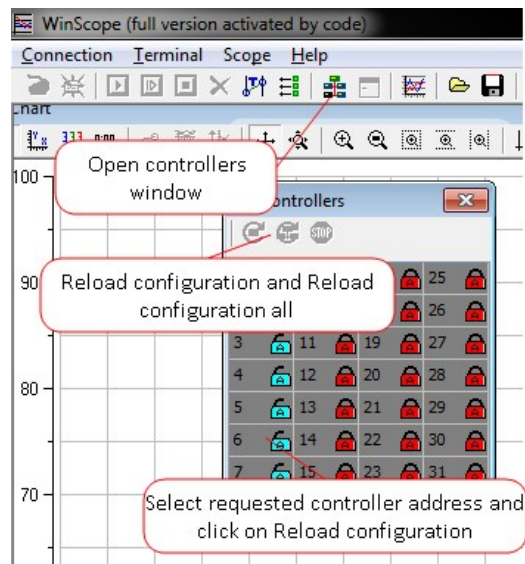 WinScope (full version activated by code)
Connection Terminal Scope Help
Chart
Open controllers
window
100
Controllers
STOP
Reload configuration and Reload
configuration all
90
25
26
3 11 19 27
4 12 20 28
80
5 13 21 29
6 14 22 30
7 15 23 31
70
Select requested controller address and
click on Reload configuration